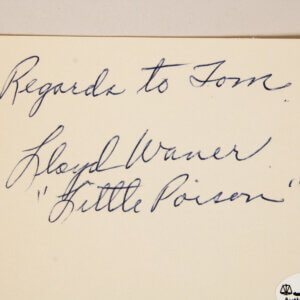 Regards to Tom.
Lloyd Waner
"Little Poison"